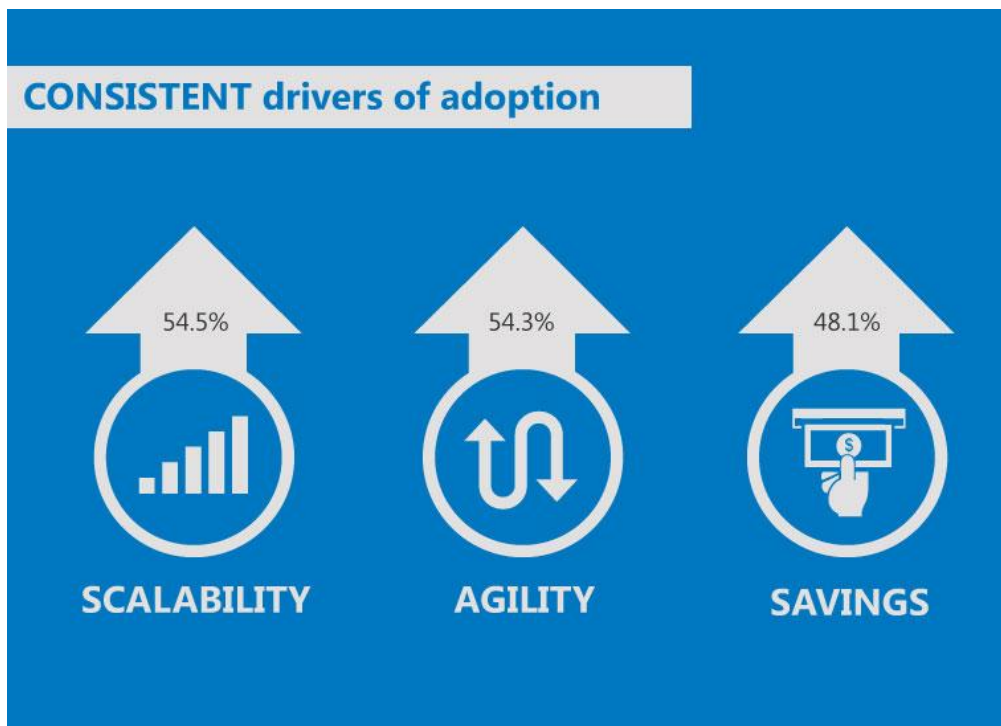 CONSISTENT drivers of adoption
54.5%
54.3%
48.1%
$
SCALABILITY
AGILITY
SAVINGS